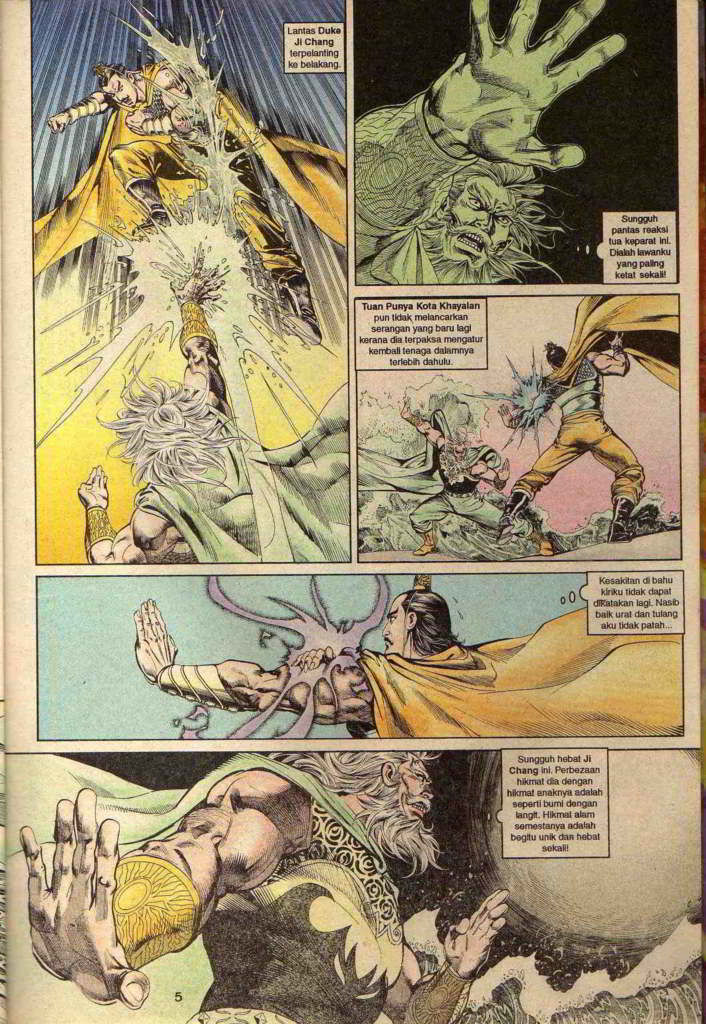 Lantas Duke
Ji Chang
terpelanting
ke belakang.
Sungguh
pantas reaksi
tua keparat ini.
Dialah lawanku
yang paling
ketat sekali!
Tuan Punya Kota Khayalan
pun tidak melancarkan
serangan yang baru lagi
kerana dia terpaksa mengatur
kembali tenaga dalamnya
terlebih dahulu.
Kesakitan di bahu
kiriku tidak dapat
dikatakan lagi. Nasib
baik urat dan tulang
aku tidak patah...
Sungguh hebat Ji
Chang ini. Perbezaan
hikmat dia dengan
hikmat anaknya adalah
seperti bumi dengan
langit. Hikmat alam
semestanya adalah
begitu unik dan hebat
sekali!
5